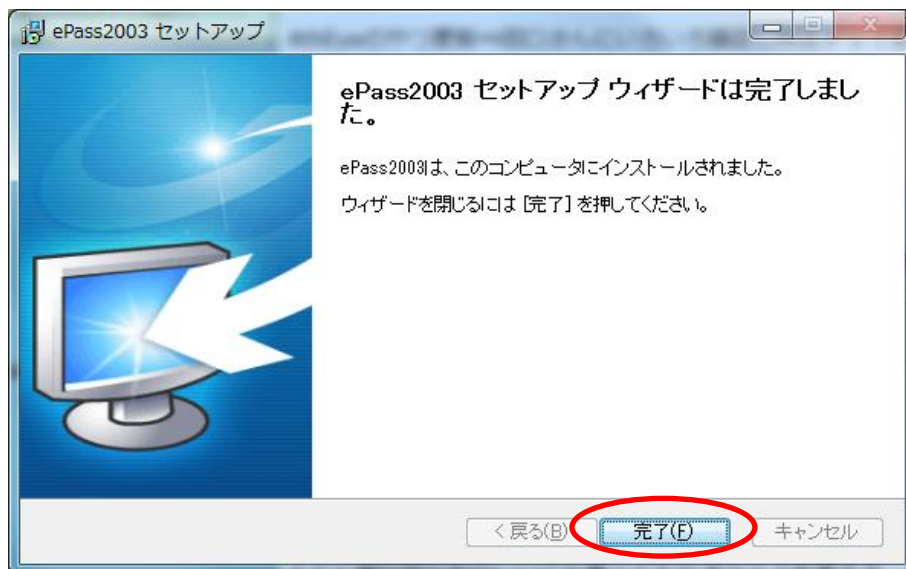 ePass2003 セットアップ
ePass2003 セットアップ ウィザードは完了しまし
た。
ePass2003は、このコンピュータにインストールされました。
ウィザードを閉じるには [完了] を押してください。
< 戻る(B)
完了(F)
キャンセル